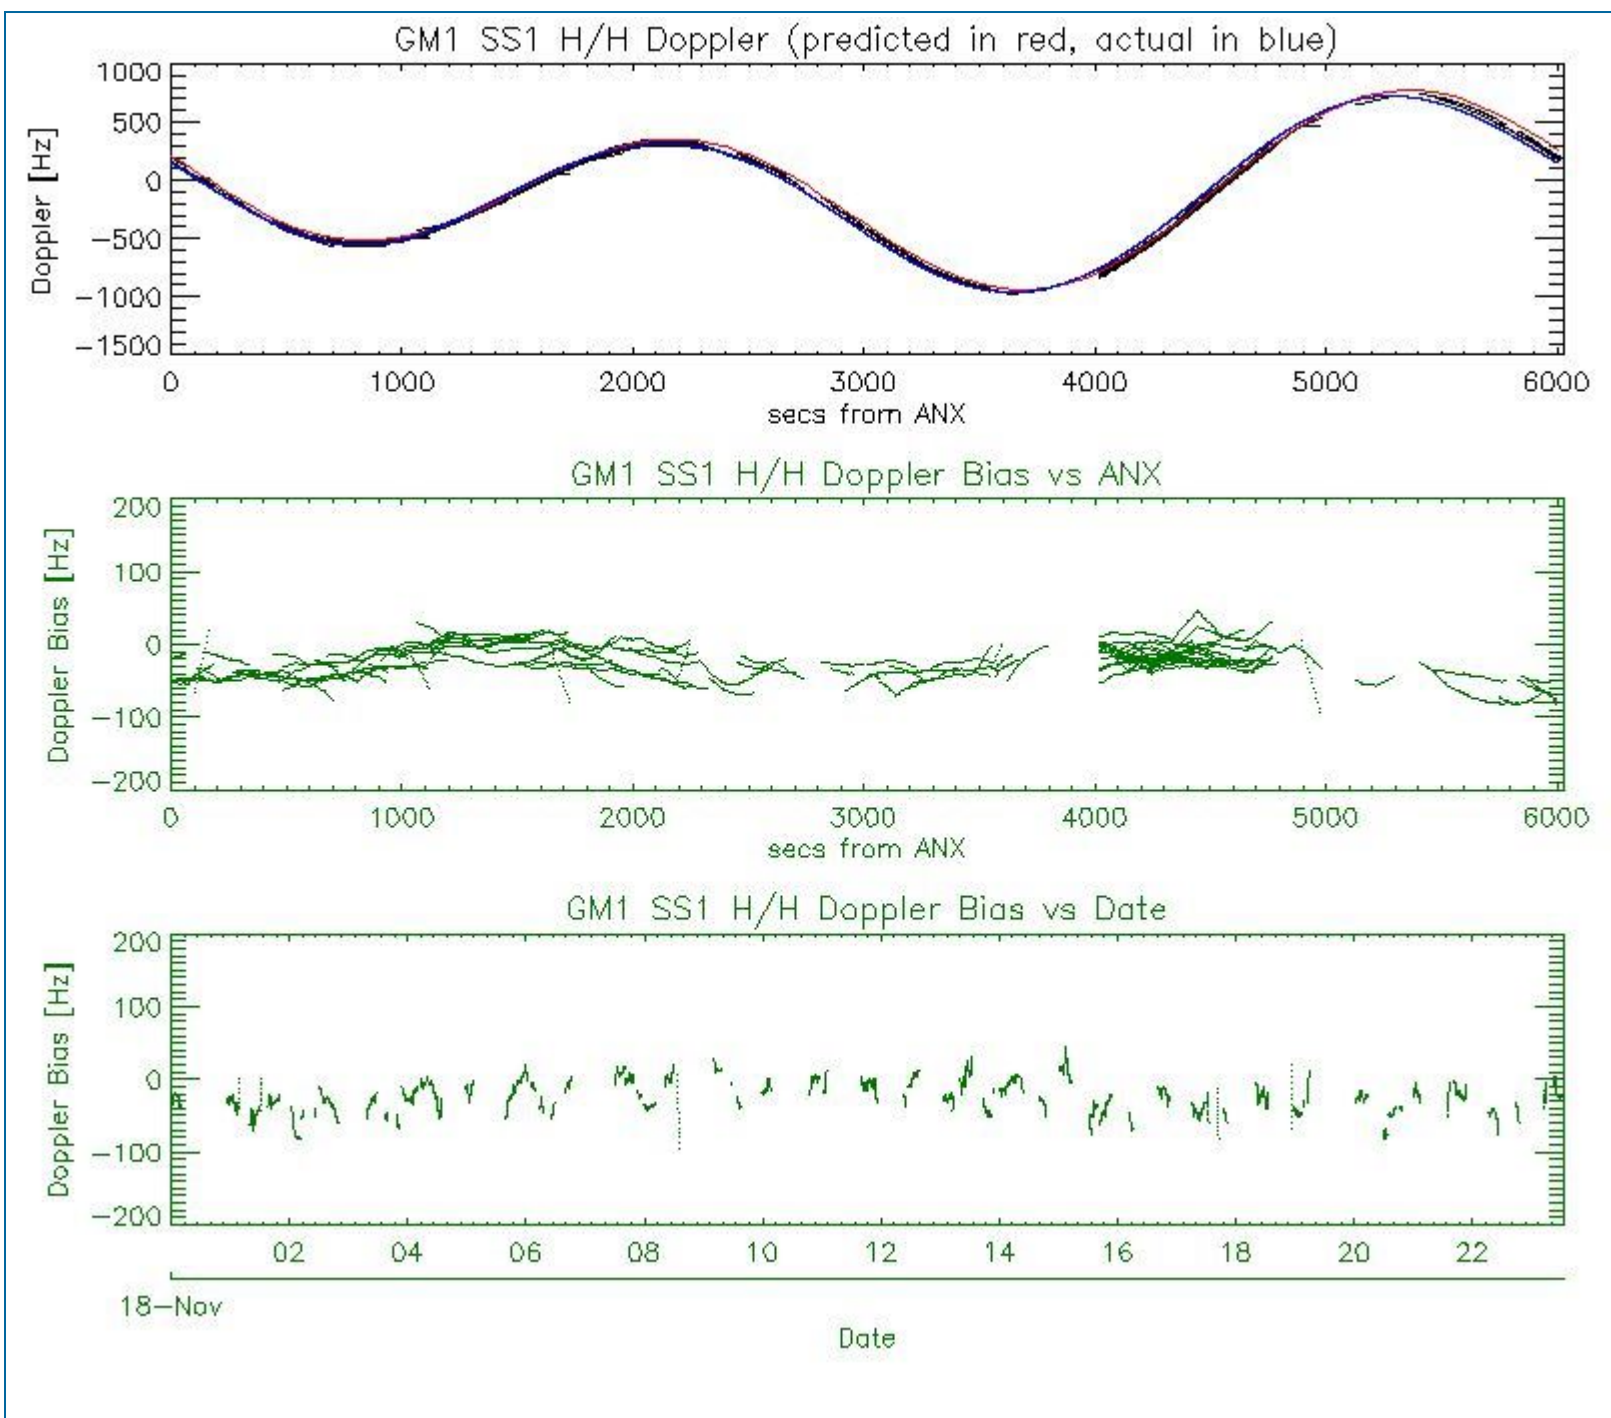 GM1 SS1 H/H Doppler (predicted in red, actual in blue)
1000
500
0
−500
−1000
−1500
Doppler [Hz]
0 1000 2000 3000 4000 5000 6000
secs from ANX
GM1 SS1 H/H Doppler Bias vs ANX
200
100
0
−100
−200
Doppler Bias [Hz]
0 1000 2000 3000 4000 5000 6000
secs from ANX
GM1 SS1 H/H Doppler Bias vs Date
200
100
0
−100
−200
Doppler Bias [Hz]
02 04 06 08 10 12 14 16 18 20 22
18−Nov
Date